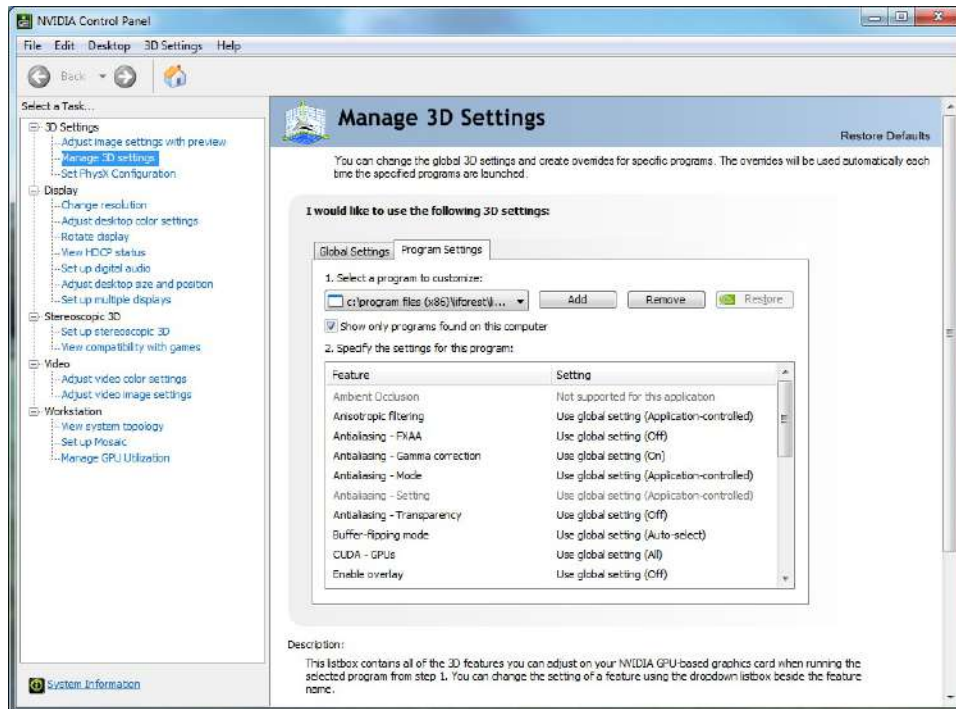 NVIDIA Control Panel
File Edit Desktop 3D Settings Help
Back
Select a Task...
3D Settings
Adjust image settings with preview
Manage 3D settings
Set PhysX Configuration
Display
Change resolution
Adjust desktop color settings
Rotate display
View HDCP status
Set up digital audio
Adjust desktop size and position
Set up multiple displays
Stereoscopic 3D
Set up stereoscopic 3D
View compatibility with games
Video
Adjust video color settings
Adjust video image settings
Workstation
View system topology
Set up Mosaic
Manage GPU Utilization
System Information
Manage 3D Settings
Restore Defaults
You can change the global 3D settings and create overrides for specific programs. The overrides will be used automatically each
time the specified programs are launched.
I would like to use the following 3D settings:
Global Settings Program Settings
1. Select a program to customize:
c:\program files (x86)\iforest\i... Add Remove Restore
Show only programs found on this computer
2. Specify the settings for this program:
Feature Setting
Ambient Occlusion Not supported for this application
Anisotropic filtering Use global setting (Application-controlled)
Antialiasing - FXAA Use global setting (Off)
Antialiasing - Gamma correction Use global setting (On)
Antialiasing - Mode Use global setting (Application-controlled)
Antialiasing - Setting Use global setting (Application-controlled)
Antialiasing - Transparency Use global setting (Off)
Buffer-flipping mode Use global setting (Auto-select)
CUDA - GPUs Use global setting (All)
Enable overlay Use global setting (Off)
Description:
This listbox contains all of the 3D features you can adjust on your NVIDIA GPU-based graphics card when running the
selected program from step 1. You can change the setting of a feature using the dropdown listbox beside the feature
name.